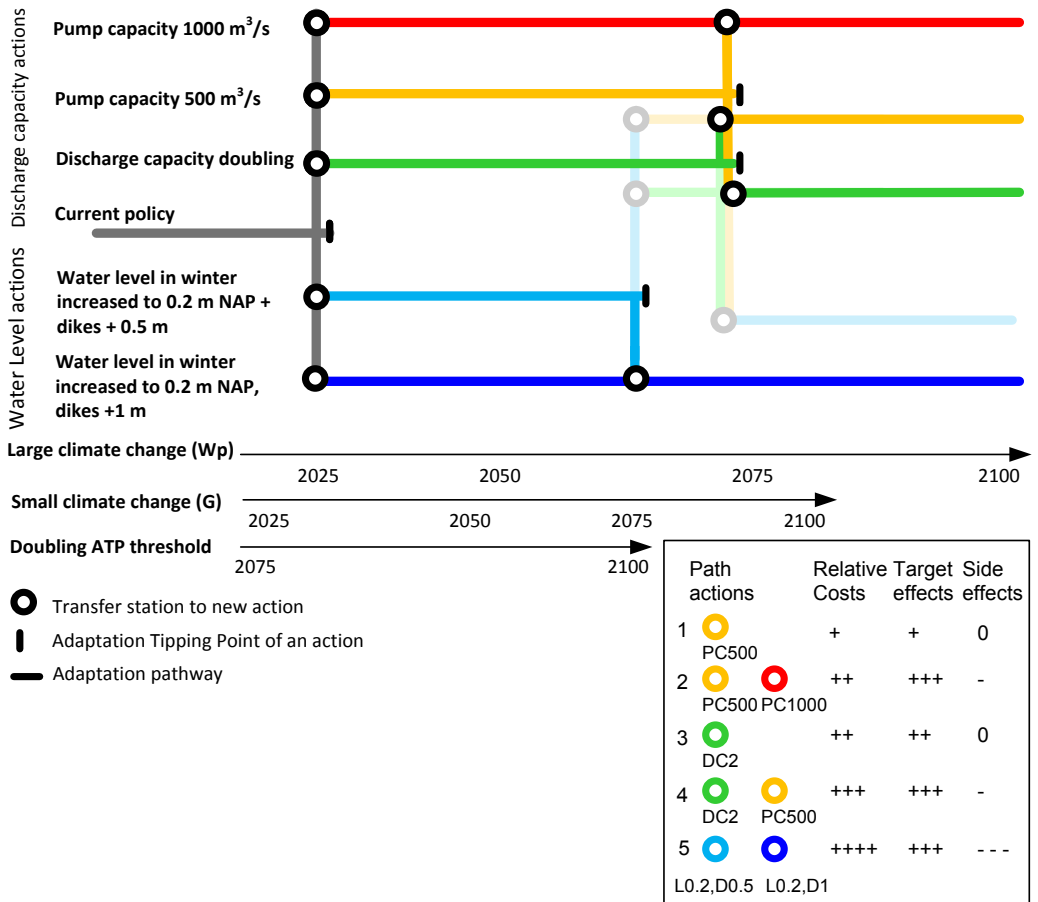 Discharge capacity actions
Water Level actions
Pump capacity 1000 m³/s
Pump capacity 500 m³/s
Discharge capacity doubling
Current policy
Water level in winter
increased to 0.2 m NAP +
dikes + 0.5 m
Water level in winter
increased to 0.2 m NAP,
dikes +1 m
Large climate change (Wp)
2025 2050 2075 2100
Small climate change (G)
2025 2050 2075 2100
Doubling ATP threshold
2075 2100
Transfer station to new action
Adaptation Tipping Point of an action
Adaptation pathway
Path Relative Target Side
actions Costs effects effects
1 + + 0
PC500
2 ++ +++ -
PC500 PC1000
3 ++ ++ 0
DC2
4 +++ +++ -
DC2 PC500
5 ++++ +++ - - -
L0.2,D0.5 L0.2,D1